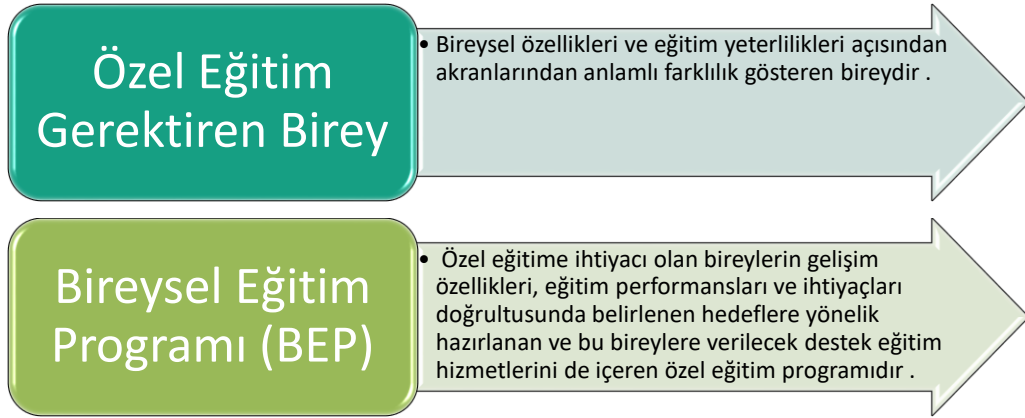 Özel Eğitim
Gerektiren Birey
• Bireysel özellikleri ve eğitim yeterlilikleri açısından
akranlarından anlamlı farklılık gösteren bireydir .
Bireysel Eğitim
Programı (BEP)
• Özel eğitime ihtiyacı olan bireylerin gelişim
özellikleri, eğitim performansları ve ihtiyaçları
doğrultusunda belirlenen hedeflere yönelik
hazırlanan ve bu bireylere verilecek destek eğitim
hizmetlerini de içeren özel eğitim programıdır .